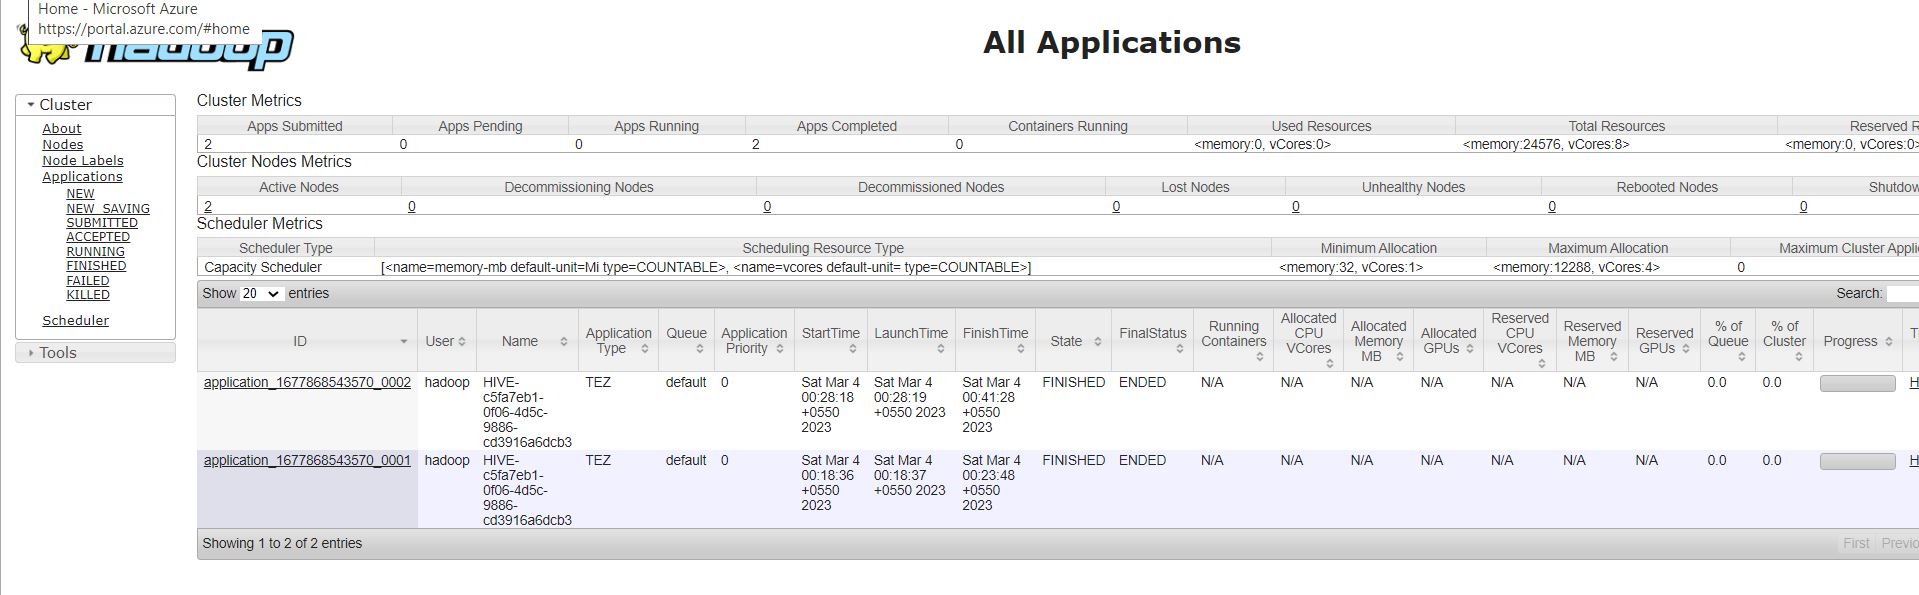 Home - Microsoft Azure
https://portal.azure.com/#home
hadoop
All Applications
Cluster
About
Nodes
Node Labels
Applications
NEW
NEW_SAVING
SUBMITTED
ACCEPTED
RUNNING
FINISHED
FAILED
KILLED
Scheduler
Tools
Cluster Metrics
Apps Submitted Apps Pending Apps Running Apps Completed Containers Running Used Resources Total Resources Reserved R
2 0 0 2 0 <memory:0, vCores:0> <memory:24576, vCores:8> <memory:0, vCores:0>
Cluster Nodes Metrics
Active Nodes Decommissioning Nodes Decommissioned Nodes Lost Nodes Unhealthy Nodes Rebooted Nodes Shutdow
2 0 0 0 0 0 0
Scheduler Metrics
Scheduler Type Scheduling Resource Type Minimum Allocation Maximum Allocation Maximum Cluster Appli
Capacity Scheduler [<name=memory-mb default-unit=Mi type=COUNTABLE>, <name=vcores default-unit= type=COUNTABLE>] <memory:32, vCores:1> <memory:12288, vCores:4> 0
Show 20 entries Search:
ID User Name Application Type Queue Application Priority StartTime LaunchTime FinishTime State FinalStatus Running Containers Allocated CPU VCores Allocated Memory MB Allocated GPUs Reserved CPU VCores Reserved Memory MB Reserved GPUs % of Queue % of Cluster Progress T
application_1677868543570_0002 hadoop HIVE- TEZ default 0 Sat Mar 4 Sat Mar 4 Sat Mar 4 FINISHED ENDED N/A N/A N/A N/A N/A N/A N/A 0.0 0.0 H
c5fa7eb1- 00:28:18 00:28:19 00:41:28
0f06-4d5c- +0550 +0550 2023 +0550
9886- 2023 2023
cd3916a6dcb3
application_1677868543570_0001 hadoop HIVE- TEZ default 0 Sat Mar 4 Sat Mar 4 Sat Mar 4 FINISHED ENDED N/A N/A N/A N/A N/A N/A N/A 0.0 0.0 H
c5fa7eb1- 00:18:36 00:18:37 00:23:48
0f06-4d5c- +0550 +0550 2023 +0550
9886- 2023 2023
cd3916a6dcb3
Showing 1 to 2 of 2 entries First Previo